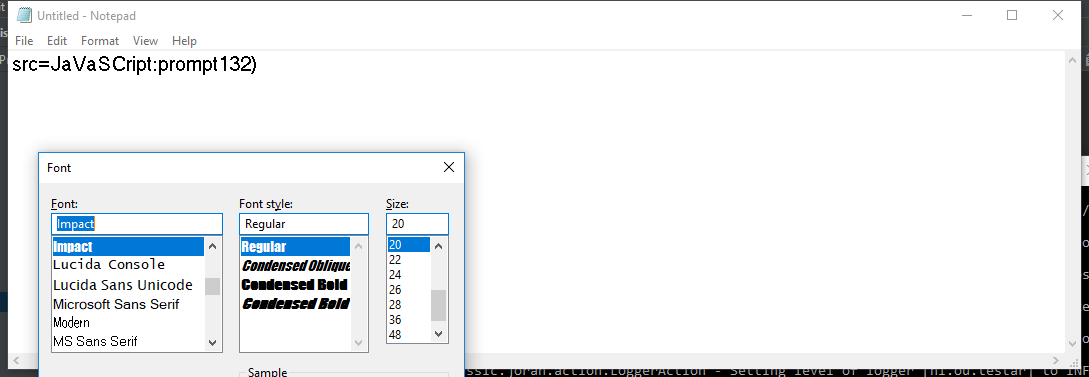 Untitled - Notepad
File Edit Format View Help
src=JaVaSCript:prompt132)
Font
Font: Font style: Size:
Impact Regular 20
Impact Regular 20
Lucida Console Condensed Oblique 22
Lucida Sans Unicode Condensed Bold 24
Microsoft Sans Serif Condensed Bold 26
Modern 28
MS Sans Serif 36
48
Sample
ssic.joran.action.LoggerAction - Setting level of logger [nl.ou.testar] to INF